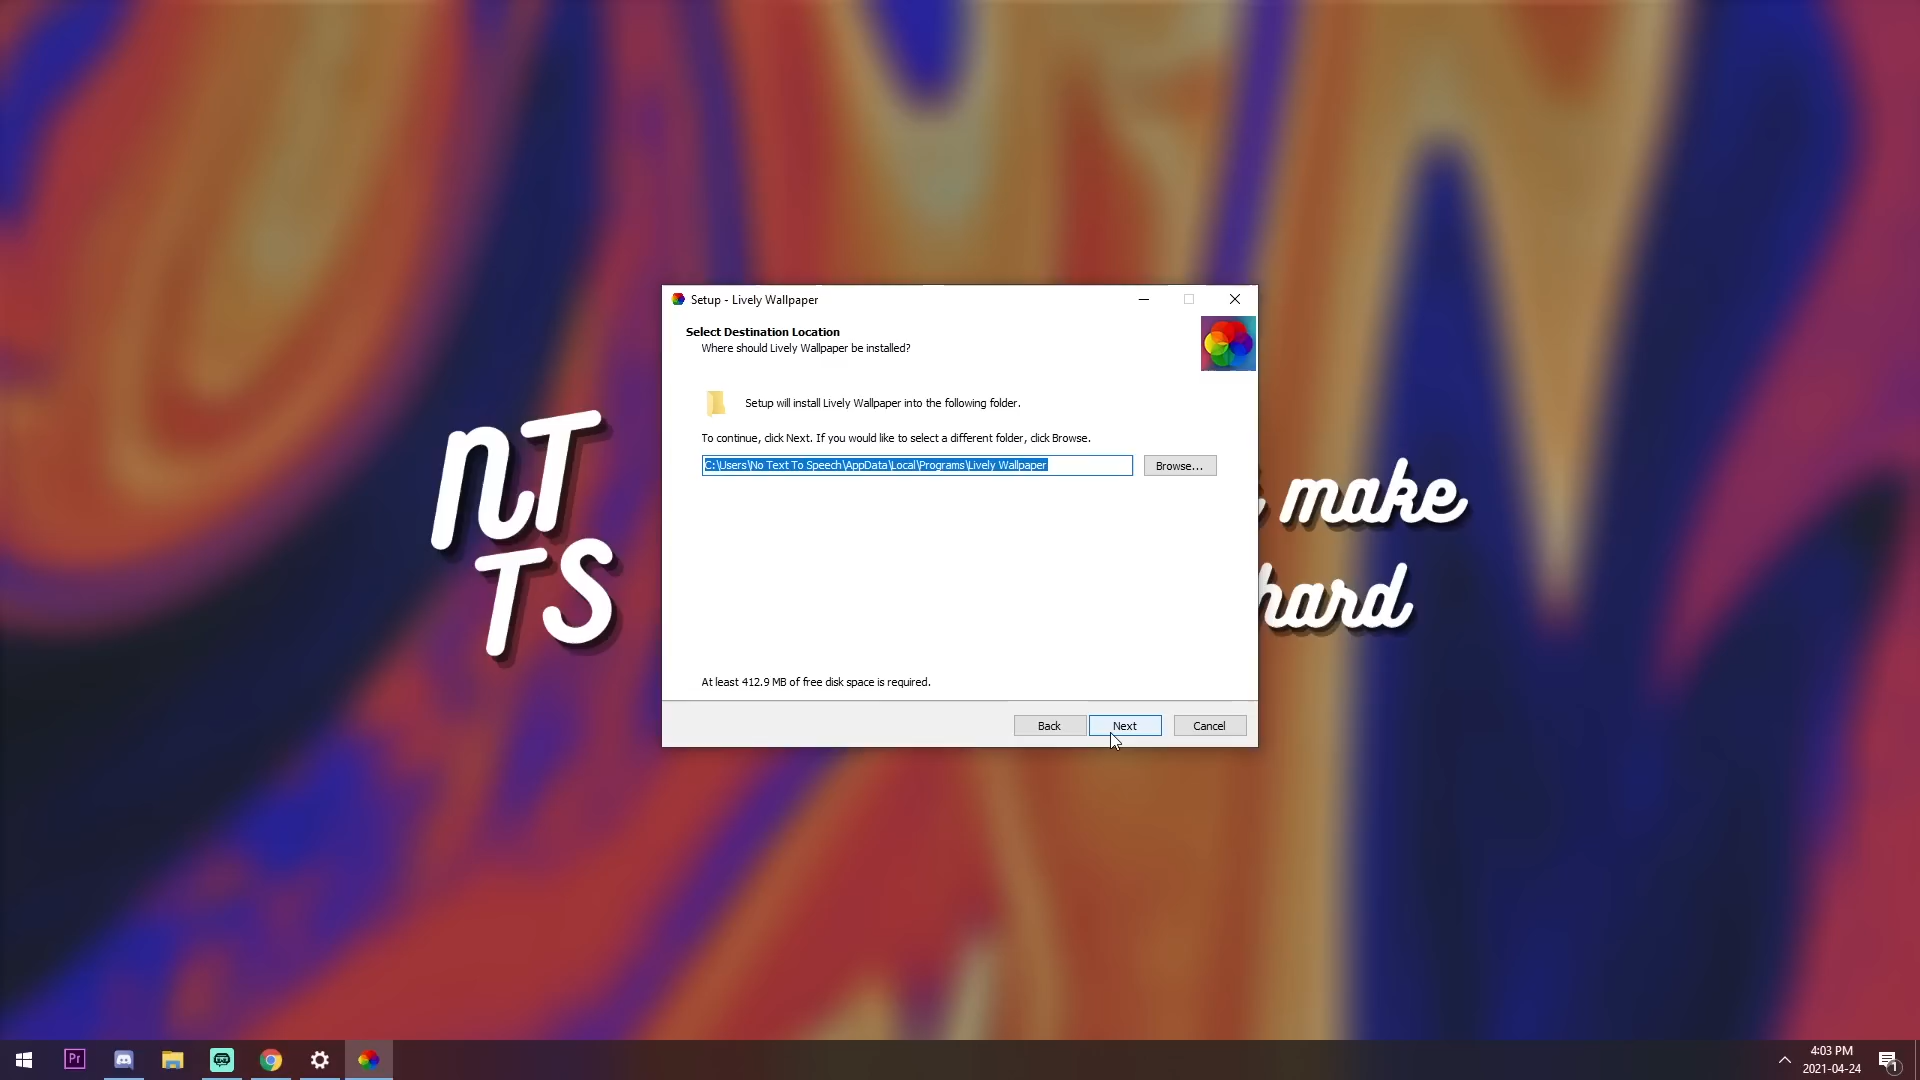 Setup - Lively Wallpaper
Select Destination Location
Where should Lively Wallpaper be installed?
Setup will install Lively Wallpaper into the following folder.
To continue, click Next. If you would like to select a different folder, click Browse.
C:\Users\No Text To Speech\AppData\Local\Programs\Lively Wallpaper
Browse...
NT
TS
make
hard
At least 412.9 MB of free disk space is required.
Back
Next
Cancel
Pr
4:03 PM
2021-04-24
1